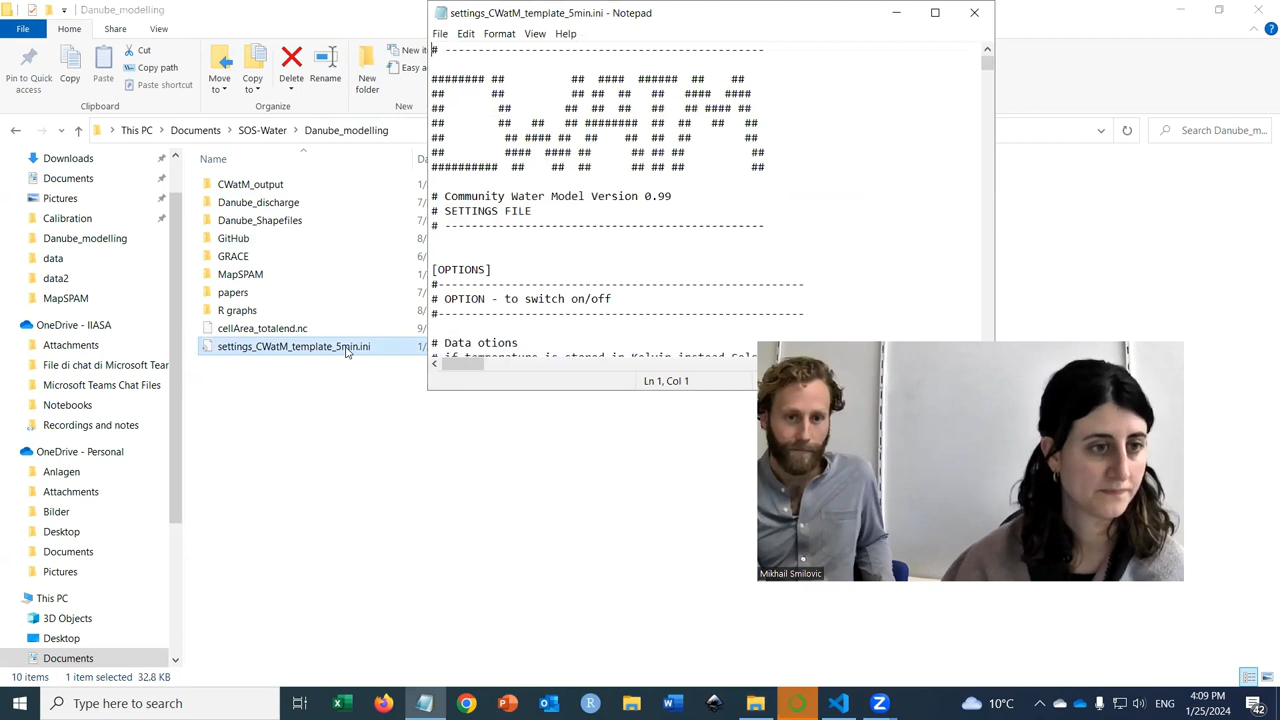 Danube_modelling
File
Home
Share
View
Pin to Quick access
Copy
Paste
Cut
Copy path
Paste shortcut
Clipboard
Move to
Copy to
Delete
Rename
Organize
New folder
New
This PC > Documents > SOS-Water > Danube_modelling
Search Danube_m...
settings_CWatM_template_5min.ini - Notepad
File Edit Format View Help
# ------------------------------------------------
# Community Water Model Version 0.99
# SETTINGS FILE
# ------------------------------------------------
[OPTIONS]
#-------------------------------------------------------
# OPTION - to switch on/off
#-------------------------------------------------------
# Data otions
Ln 1, Col 1
Downloads
Documents
Pictures
Calibration
Danube_modelling
data
data2
MapSPAM
OneDrive - IIASA
Attachments
File di chat di Microsoft Tear
Microsoft Teams Chat Files
Notebooks
Recordings and notes
OneDrive - Personal
Anlagen
Attachments
Bilder
Desktop
Documents
Pictures
This PC
3D Objects
Desktop
Documents
Name
CWatM_output
Danube_discharge
Danube_Shapefiles
GitHub
GRACE
MapSPAM
papers
R graphs
cellArea_totalend.nc
settings_CWatM_template_5min.ini
Mikhail Smilovic
10 items 1 item selected 32.8 KB
Type here to search
10°C
ENG
4:09 PM
1/25/2024
42